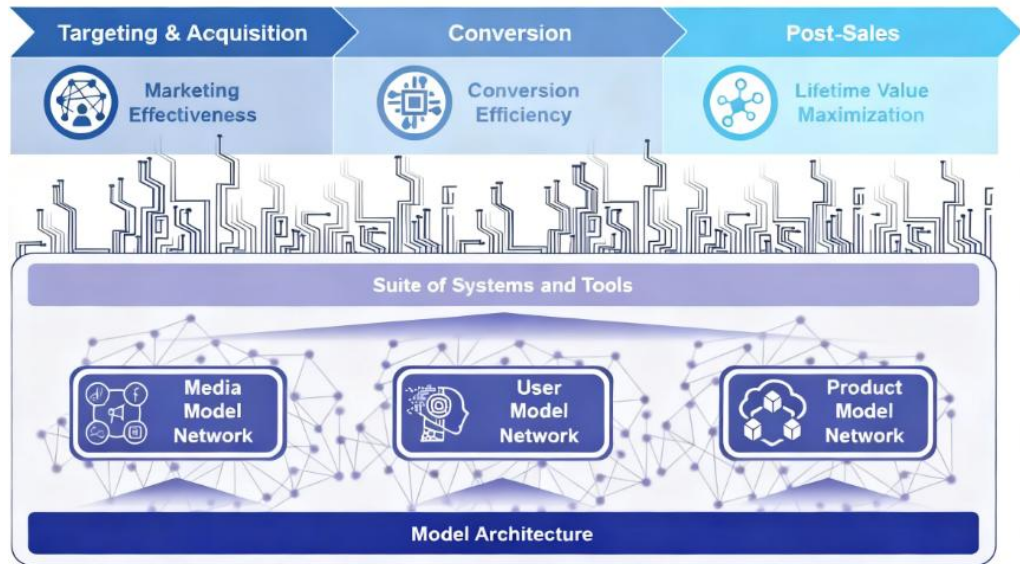 Targeting & Acquisition
Conversion
Post-Sales
Marketing
Effectiveness
Conversion
Efficiency
Lifetime Value
Maximization
Suite of Systems and Tools
Media
Model
Network
User
Model
Network
Product
Model
Network
Model Architecture